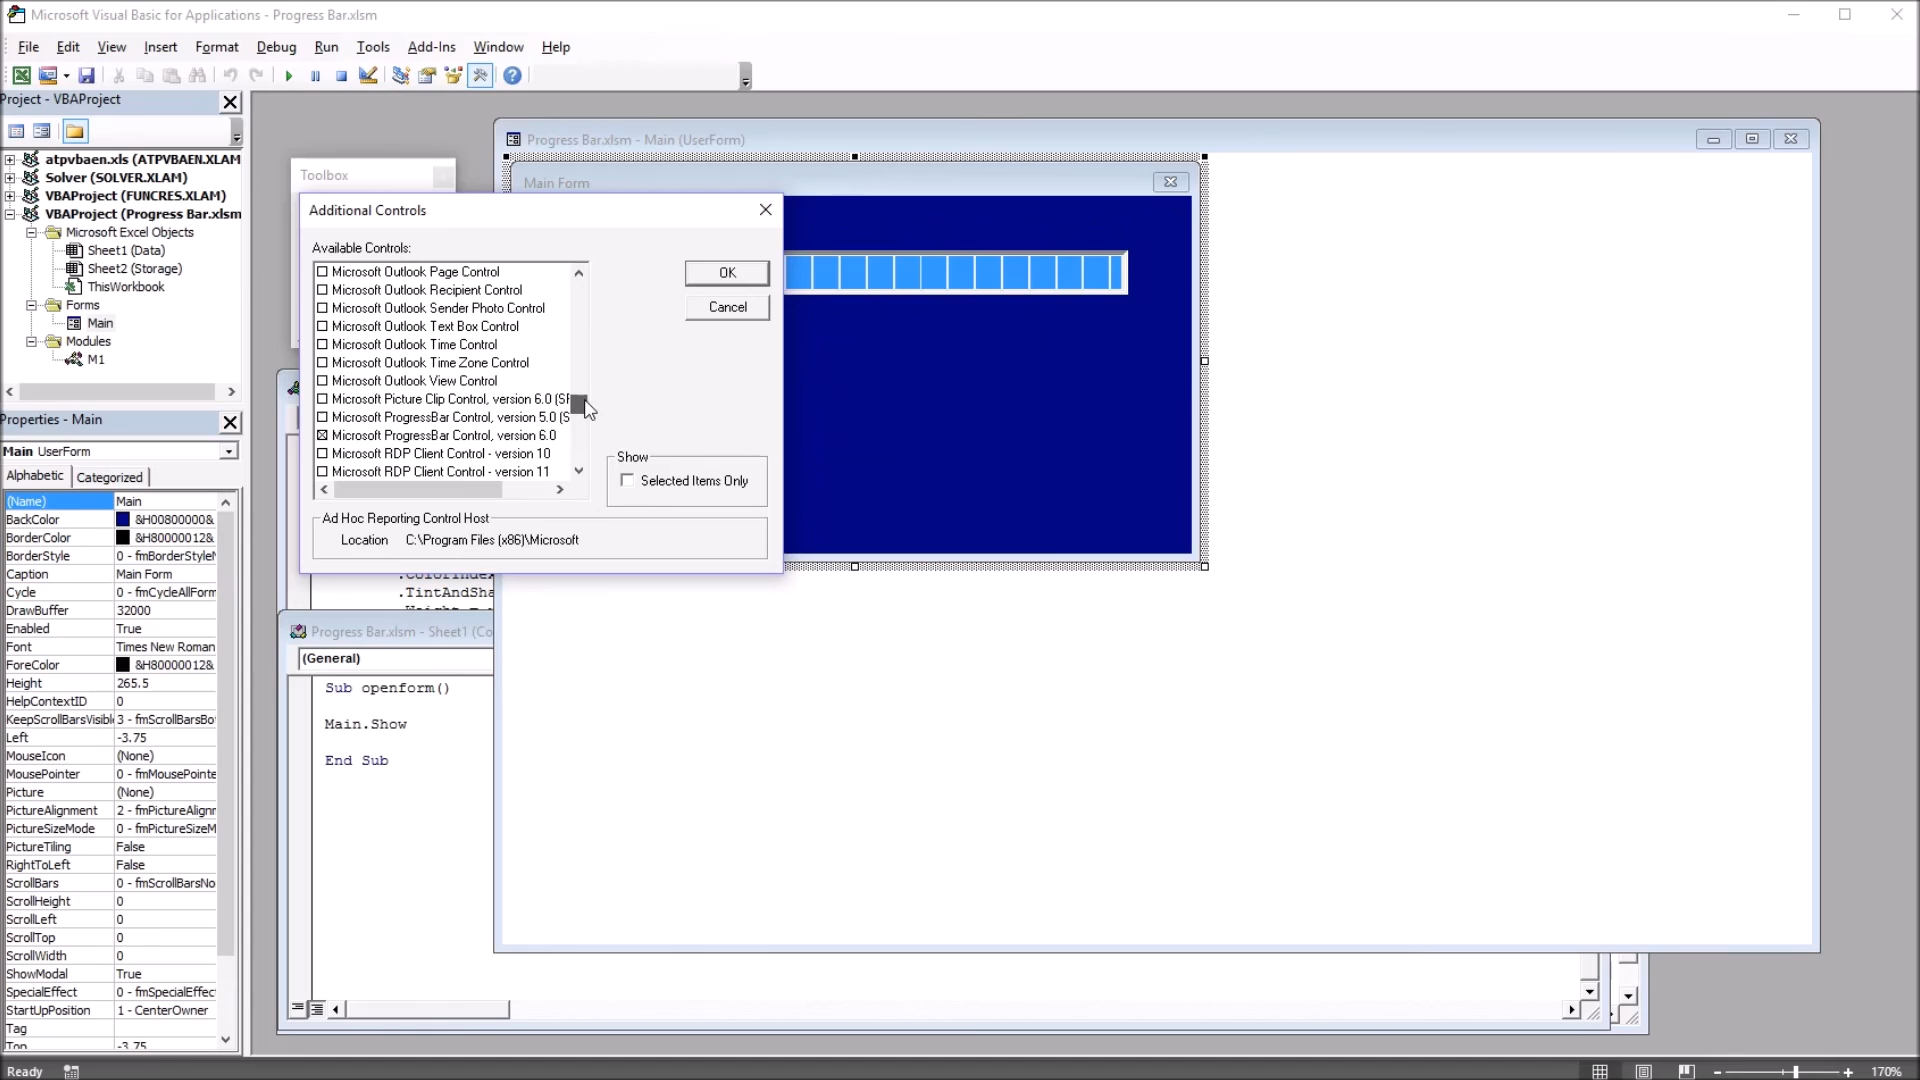 Microsoft Visual Basic for Applications - Progress Bar.xlsm
File Edit View Insert Format Debug Run Tools Add-Ins Window Help
Project - VBAProject
atpvbaen.xls (ATPVBAEN.XLAM
Solver (SOLVER.XLAM)
VBAProject (FUNCRES.XLAM)
VBAProject (Progress Bar.xlsm
Microsoft Excel Objects
Sheet1 (Data)
Sheet2 (Storage)
ThisWorkbook
Forms
Main
Modules
M1
Properties - Main
Main UserForm
Alphabetic Categorized
(Name) Main
BackColor &H00800000&
BorderColor &H80000012&
BorderStyle 0 - fmBorderStyleN
Caption Main Form
Cycle 0 - fmCycleAllForm
DrawBuffer 32000
Enabled True
Font Times New Roman
ForeColor &H80000012&
Height 265.5
HelpContextID 0
KeepScrollBarsVisible 3 - fmScrollBarsBo
Left -3.75
MouseIcon (None)
MousePointer 0 - fmMousePointe
Picture (None)
PictureAlignment 2 - fmPictureAlignr
PictureSizeMode 0 - fmPictureSizeM
PictureTiling False
RightToLeft False
ScrollBars 0 - fmScrollBarsNo
ScrollHeight 0
ScrollLeft 0
ScrollTop 0
ScrollWidth 0
ShowModal True
SpecialEffect 0 - fmSpecialEffec
StartUpPosition 1 - CenterOwner
Tag
Top -3.75
Toolbox
Additional Controls
Available Controls:
Microsoft Outlook Page Control
Microsoft Outlook Recipient Control
Microsoft Outlook Sender Photo Control
Microsoft Outlook Text Box Control
Microsoft Outlook Time Control
Microsoft Outlook Time Zone Control
Microsoft Outlook View Control
Microsoft Picture Clip Control, version 6.0 (SF
Microsoft ProgressBar Control, version 5.0 (S
Microsoft ProgressBar Control, version 6.0
Microsoft RDP Client Control - version 10
Microsoft RDP Client Control - version 11
OK
Cancel
Show
Selected Items Only
Ad Hoc Reporting Control Host
Location C:\Program Files (x86)\Microsoft
Progress Bar.xlsm - Main (UserForm)
Main Form
.ColorIndex
.TintAndSha
Progress Bar.xlsm - Sheet1 (Co
(General)
Sub openform()
Main.Show
End Sub
Ready
170%